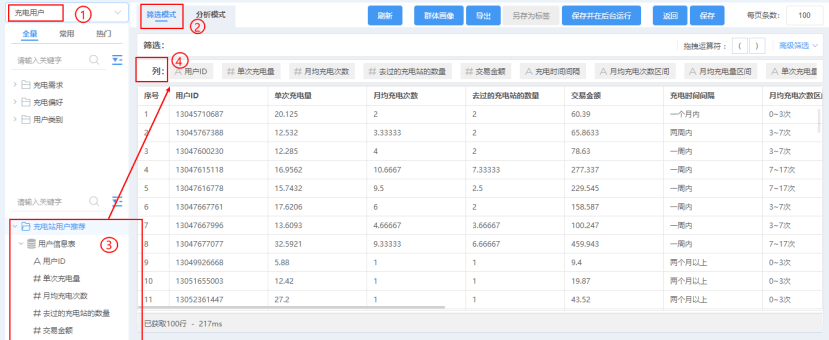 充电用户 ①
全量 常用 热门
请输入关键字
充电需求
充电偏好
用户类别
请输入关键字
充电站用户推荐
用户信息表 ③
A 用户ID
# 单次充电量
# 月均充电次数
# 去过的充电站的数量
# 交易金额
筛选模式 分析模式 刷新 群体画像 导出 另存为标签 保存并在后台运行 返回 保存 每页条数: 100
②
筛选: 拖拽运算符: ( ) 高级筛选
④
列: A 用户ID # 单次充电量 # 月均充电次数 # 去过的充电站的数量 # 交易金额 A 充电时间间隔 A 月均充电次数区间 A 月均充电量区间 A 单次充电量
序号 用户ID 单次充电量 月均充电次数 去过的充电站的数量 交易金额 充电时间间隔 月均充电次数区
1 13045710687 20.125 2 2 60.39 一个月内 0~3次
2 13045767388 12.532 3.33333 2 65.8633 两周内 3~7次
3 13047600230 12.285 4 2 78.63 一周内 3~7次
4 13047615118 16.9562 10.6667 7.33333 277.337 一周内 7~17次
5 13047616778 15.7432 9.5 2.5 229.545 一周内 7~17次
6 13047667761 17.6206 6 2 158.587 一周内 3~7次
7 13047667996 13.6093 4.66667 3.66667 100.247 一周内 3~7次
8 13047677077 32.5921 9.33333 6.66667 459.943 一周内 7~17次
9 13049926668 5.88 1 1 9.4 两个月以上 0~3次
10 13051655003 12.42 1 1 19.87 两个月以上 0~3次
11 13052361447 27.2 1 1 43.52 两个月以上 0~3次
已获取100行 - 217ms